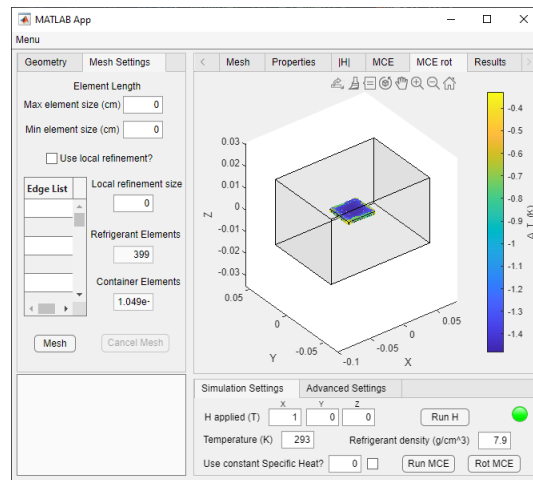 MATLAB App
Menu
Geometry Mesh Settings
Element Length
Max element size (cm) 0
Min element size (cm) 0
Use local refinement?
Edge List
Local refinement size
0
Refrigerant Elements
399
Container Elements
1.049e-
Mesh Cancel Mesh
Mesh Properties |H| MCE MCE rot Results
0.03
0.02
0.01
0
-0.01
-0.02
-0.03
Z
0.05
0
-0.05
Y
-0.1
-0.05
0
0.05
X
-0.4
-0.5
-0.6
-0.7
-0.8
-0.9
-1
-1.1
-1.2
-1.3
-1.4
Δ T (K)
Simulation Settings Advanced Settings
X Y Z
H applied (T) 1 0 0 Run H
Temperature (K) 293 Refrigerant density (g/cm^3) 7.9
Use constant Specific Heat? 0 Run MCE Rot MCE